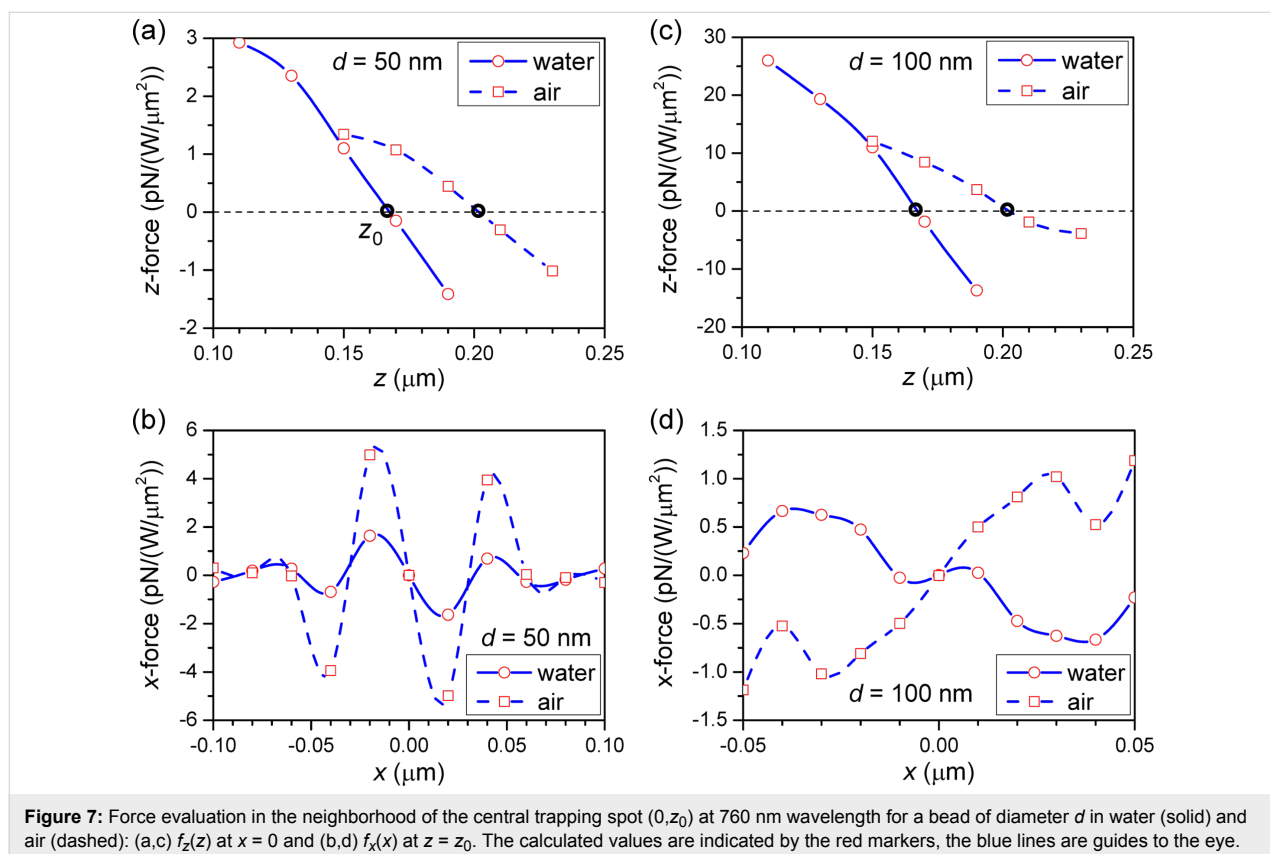 (a)
3
2
1
0
-1
-2
z-force (pN/(W/μm²))
d = 50 nm
water
air
z₀
0.10
0.15
0.20
0.25
z (μm)
(c)
30
20
10
0
-10
-20
z-force (pN/(W/μm²))
d = 100 nm
water
air
0.10
0.15
0.20
0.25
z (μm)
(b)
6
4
2
0
-2
-4
-6
x-force (pN/(W/μm²))
d = 50 nm
water
air
-0.10
-0.05
0.00
0.05
0.10
x (μm)
(d)
1.5
1.0
0.5
0.0
-0.5
-1.0
-1.5
x-force (pN/(W/μm²))
water
air
d = 100 nm
-0.05
0.00
0.05
x (μm)
Figure 7: Force evaluation in the neighborhood of the central trapping spot (0,z₀) at 760 nm wavelength for a bead of diameter d in water (solid) and
air (dashed): (a,c) f_z(z) at x = 0 and (b,d) f_x(x) at z = z₀. The calculated values are indicated by the red markers, the blue lines are guides to the eye.